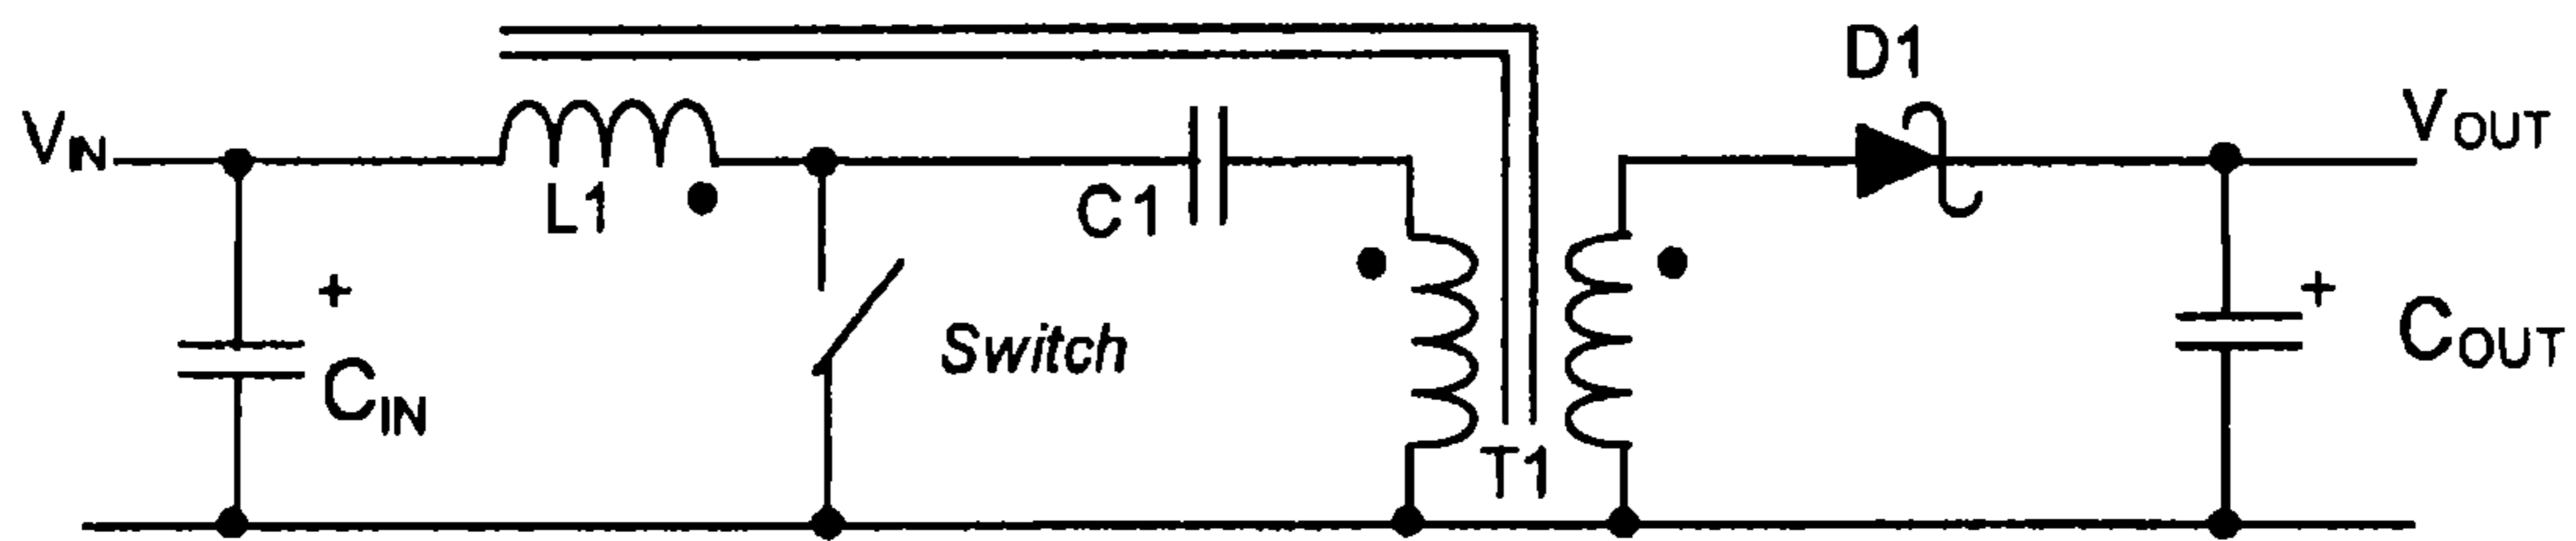 D1
VIN
VOUT
L1
C1
+
+
Switch
COUT
CIN
T1